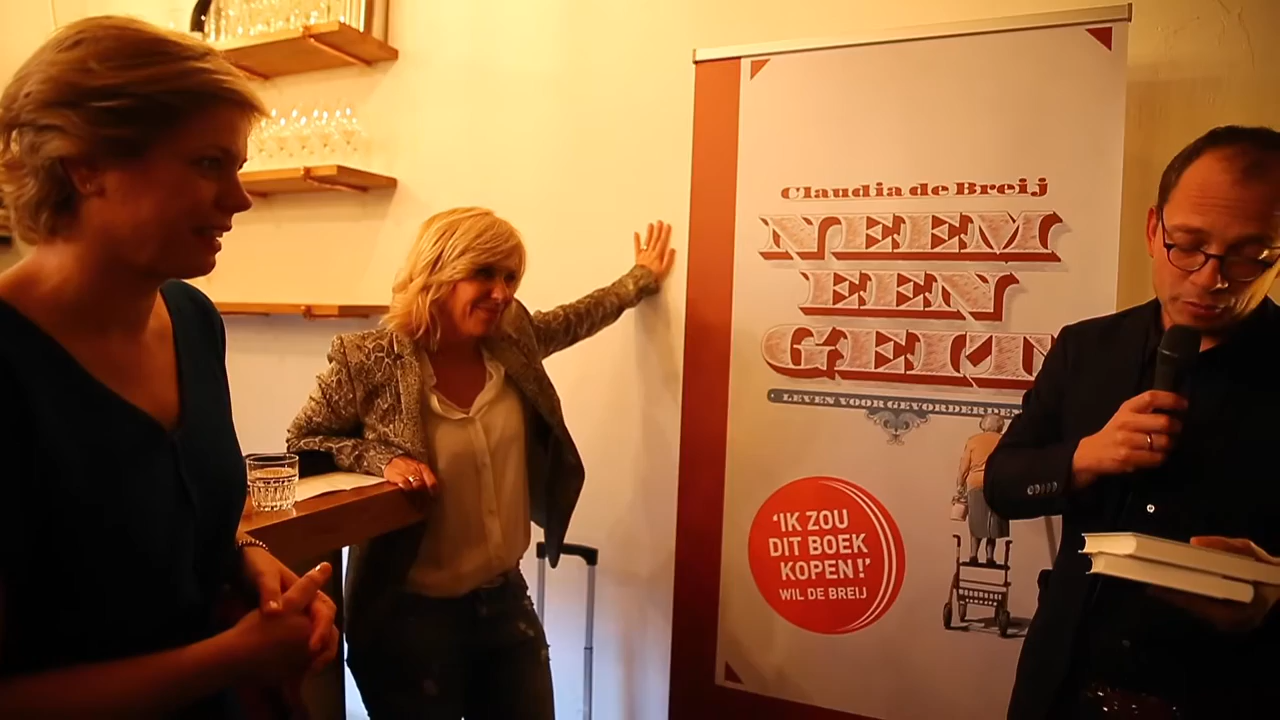 Claudia de Breij
NEEM
EEN
GEIT
LEVEN VOOR GEVORDERDEN
'IK ZOU
DIT BOEK
KOPEN!'
WIL DE BREIJ